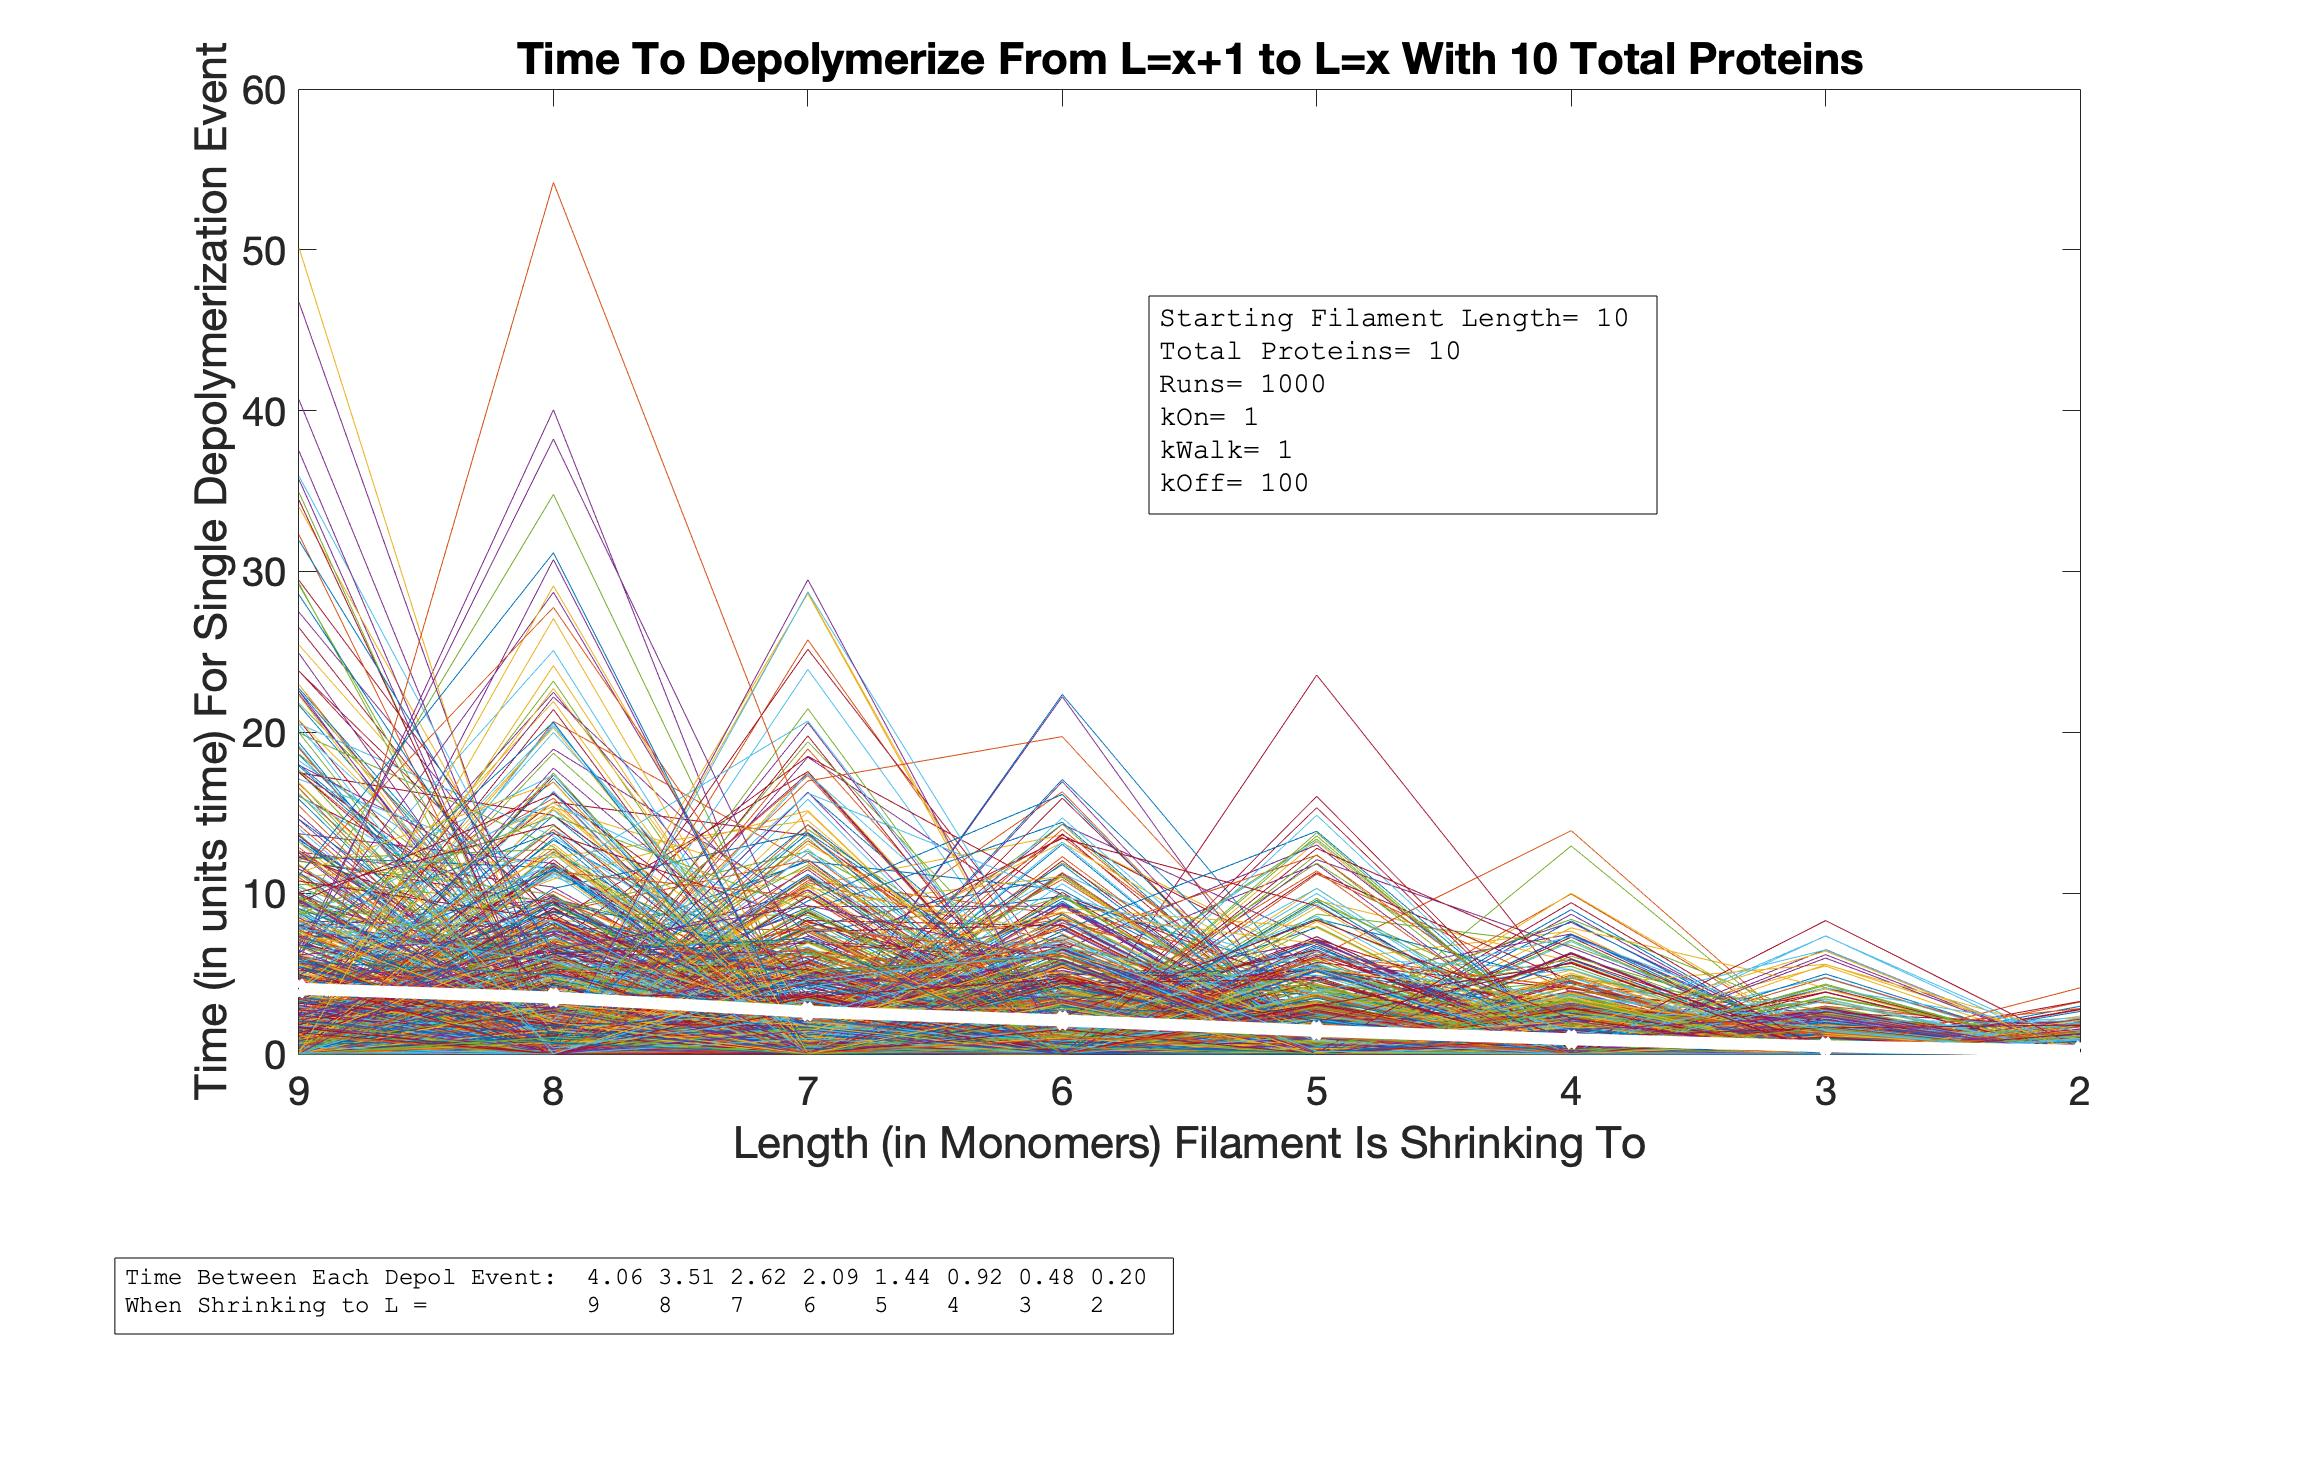 Time To Depolymerize From L=x+1 to L=x With 10 Total Proteins
Time (in units time) For Single Depolymerization Event
60
50
40
30
20
10
0
Starting Filament Length= 10
Total Proteins= 10
Runs= 1000
kOn= 1
kWalk= 1
kOff= 100
9 8 7 6 5 4 3 2
Length (in Monomers) Filament Is Shrinking To
Time Between Each Depol Event: 4.06 3.51 2.62 2.09 1.44 0.92 0.48 0.20
When Shrinking to L = 9 8 7 6 5 4 3 2